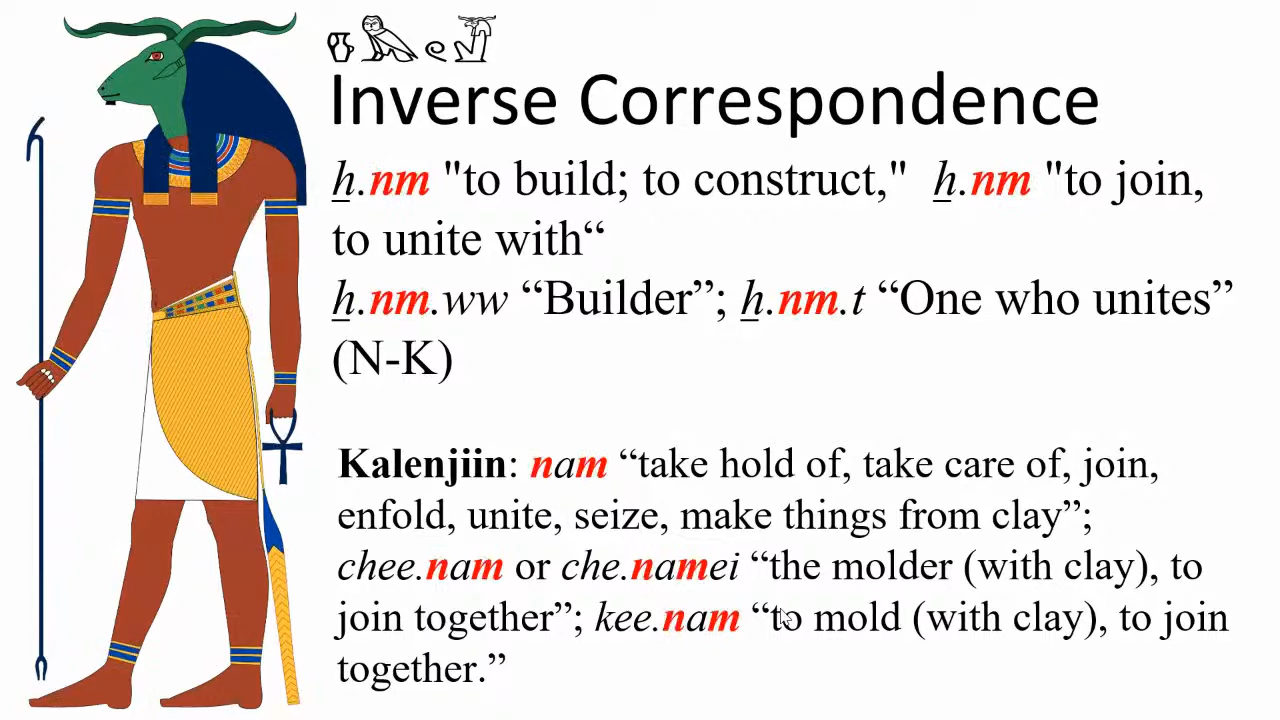 𓎸𓅓𓏲𓁠
Inverse Correspondence
ẖ.nm "to build; to construct," ẖ.nm "to join,
to unite with“
ẖ.nm.ww “Builder”; ẖ.nm.t “One who unites”
(N-K)
Kalenjiin: nam “take hold of, take care of, join,
enfold, unite, seize, make things from clay”;
chee.nam or che.namei “the molder (with clay), to
join together”; kee.nam “to mold (with clay), to join
together.”